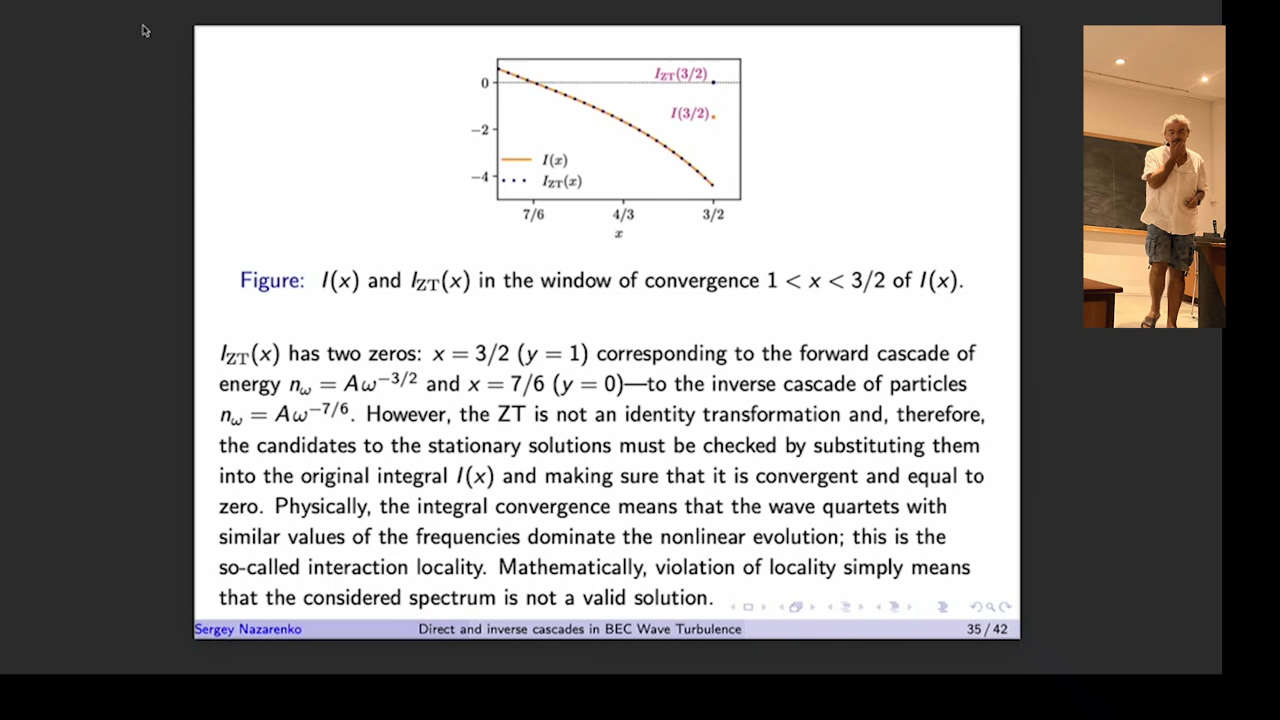 I_ZT(3/2)
0
I(3/2)
−2
I(x)
−4
I_ZT(x)
7/6 4/3 3/2
x
Figure: I(x) and I_ZT(x) in the window of convergence 1 < x < 3/2 of I(x).
I_ZT(x) has two zeros: x = 3/2 (y = 1) corresponding to the forward cascade of
energy n_ω = Aω^−3/2 and x = 7/6 (y = 0)—to the inverse cascade of particles
n_ω = Aω^−7/6. However, the ZT is not an identity transformation and, therefore,
the candidates to the stationary solutions must be checked by substituting them
into the original integral I(x) and making sure that it is convergent and equal to
zero. Physically, the integral convergence means that the wave quartets with
similar values of the frequencies dominate the nonlinear evolution; this is the
so-called interaction locality. Mathematically, violation of locality simply means
that the considered spectrum is not a valid solution.
Sergey Nazarenko Direct and inverse cascades in BEC Wave Turbulence 35 / 42